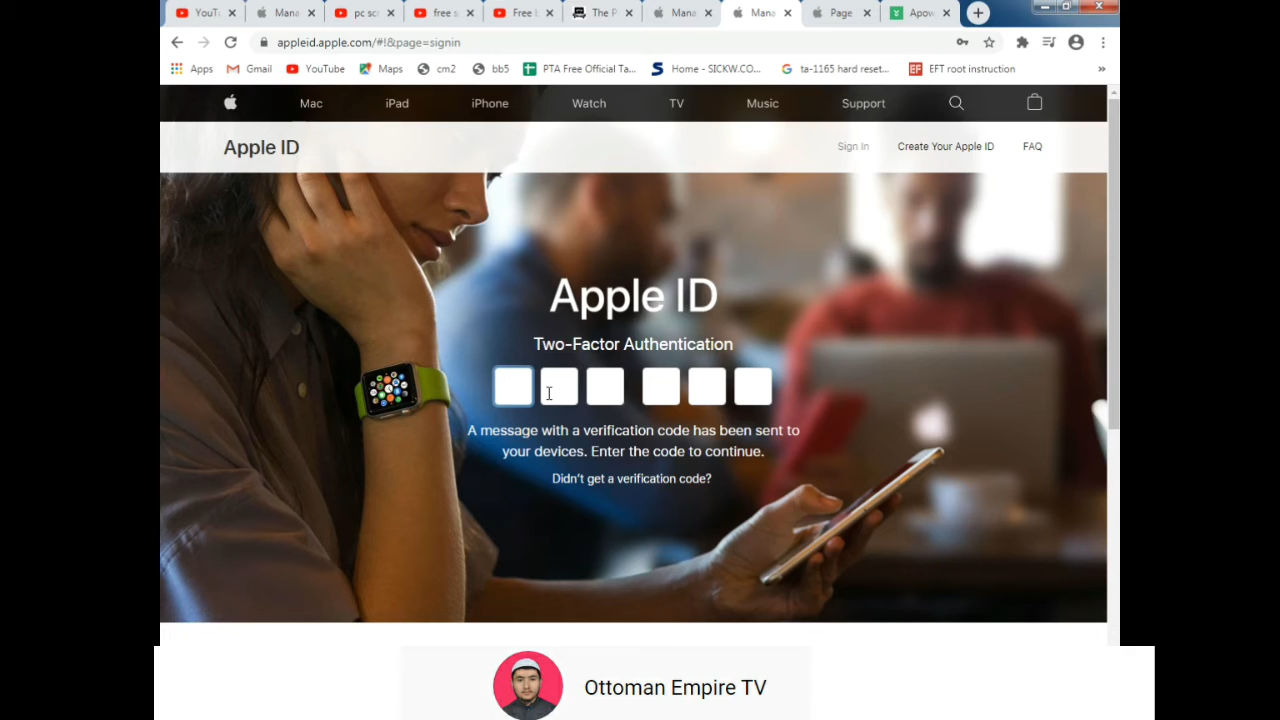 YouT
Mana
pc scr
free s
Free b
The P
Mana
Mana
Page
Apow
appleid.apple.com/#!&page=signin
Apps
Gmail
YouTube
Maps
cm2
bb5
PTA Free Official Ta...
Home - SICKW.CO...
ta-1165 hard reset...
EFT root instruction
»
Mac
iPad
iPhone
Watch
TV
Music
Support
Apple ID
Sign In
Create Your Apple ID
FAQ
Apple ID
Two-Factor Authentication
A message with a verification code has been sent to
your devices. Enter the code to continue.
Didn't get a verification code?
Ottoman Empire TV